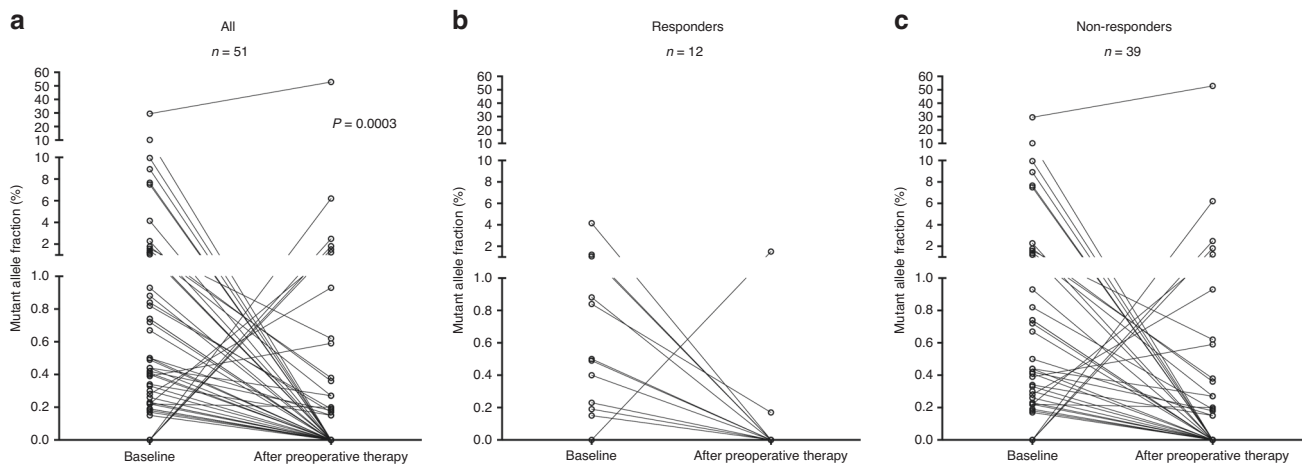 a
All
n = 51
Mutant allele fraction (%)
60
50
40
30
20
10
10
8
6
4
2
1.0
0.8
0.6
0.4
0.2
0.0
P = 0.0003
Baseline
After preoperative therapy
b
Responders
n = 12
Mutant allele fraction (%)
60
50
40
30
20
10
10
8
6
4
2
1.0
0.8
0.6
0.4
0.2
0.0
Baseline
After preoperative therapy
c
Non-responders
n = 39
Mutant allele fraction (%)
60
50
40
30
20
10
10
8
6
4
2
1.0
0.8
0.6
0.4
0.2
0.0
Baseline
After preoperative therapy